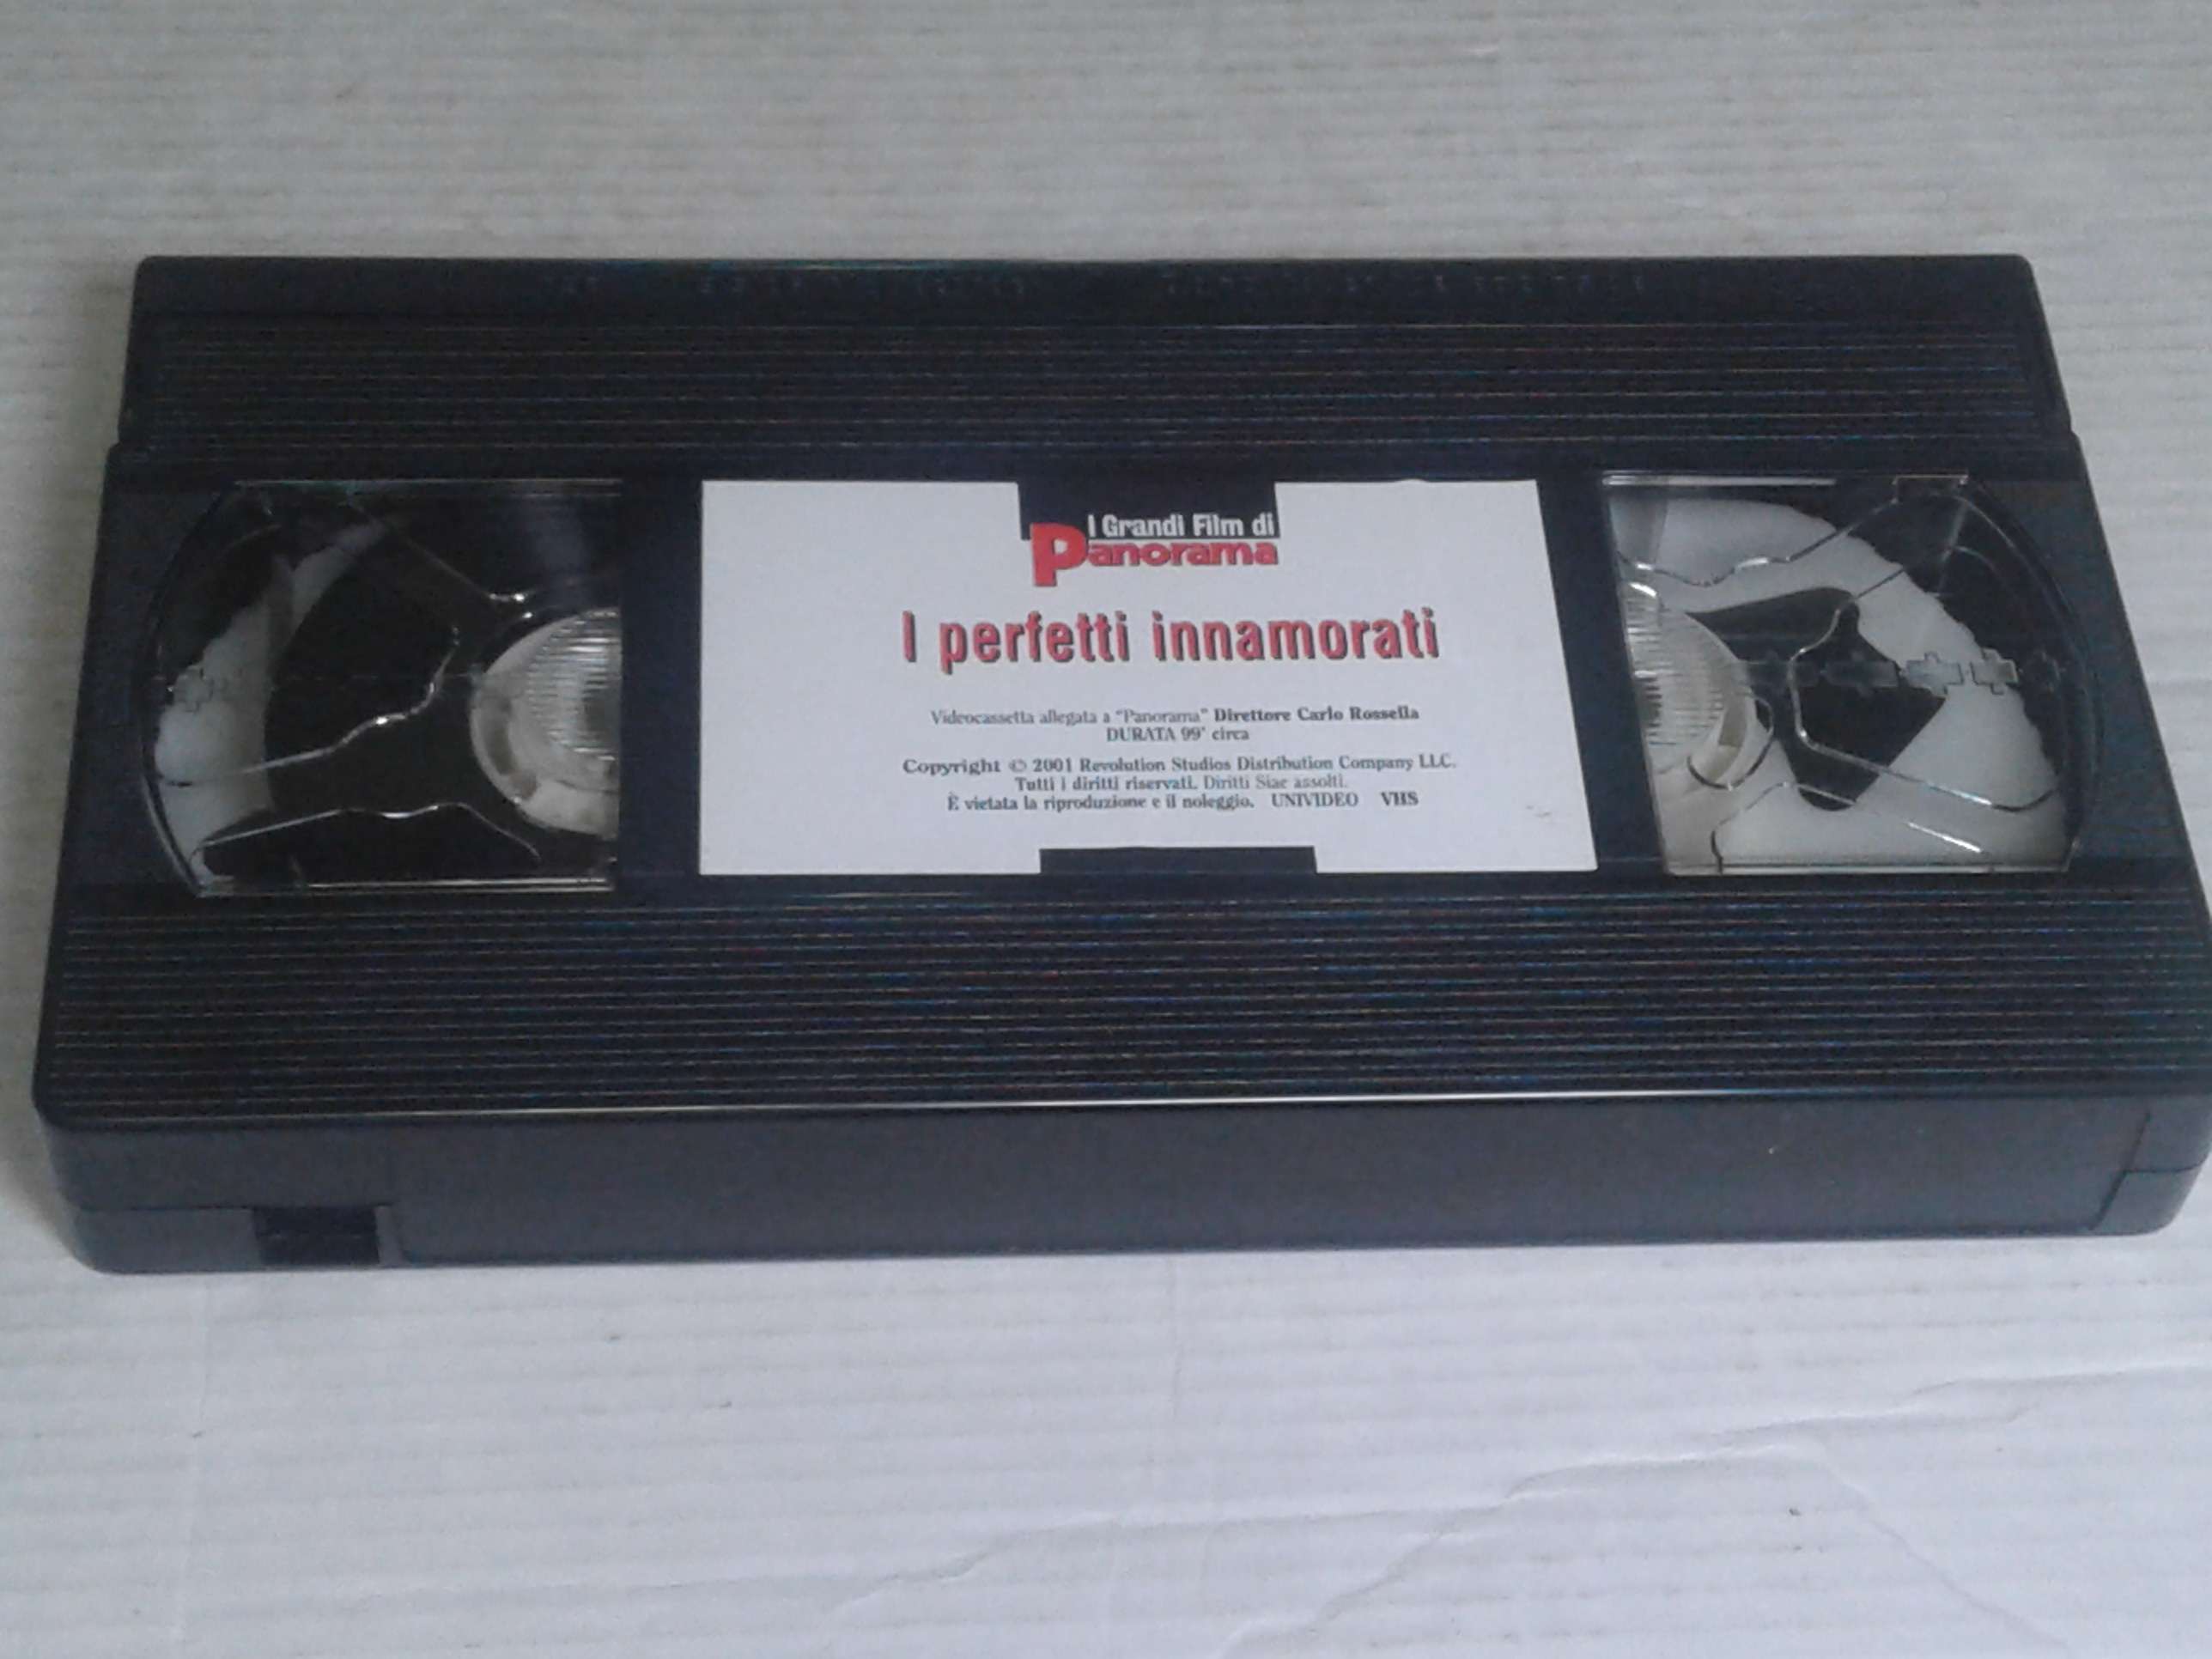 I Grandi Film di
Panorama
I perfetti innamorati
Videocassetta allegata a "Panorama" Direttore Carlo Rossella
DURATA 99' circa
Copyright © 2001 Revolution Studios Distribution Company LLC.
Tutti i diritti riservati. Diritti Siae assolti.
È vietata la riproduzione e il noleggio. UNIVIDEO VHS